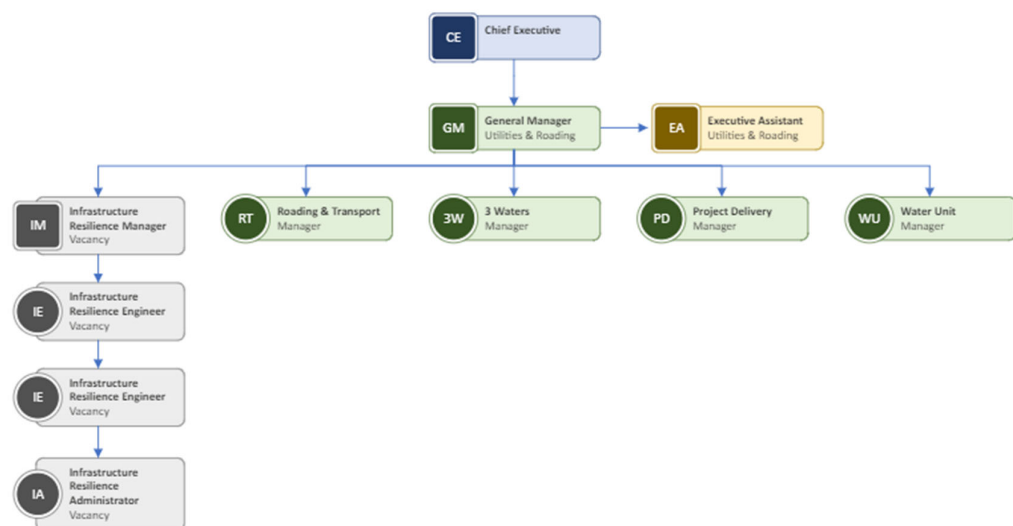 CE
Chief Executive
GM
General Manager
Utilities & Roading
EA
Executive Assistant
Utilities & Roading
IM
Infrastructure
Resilience Manager
Vacancy
RT
Roading & Transport
Manager
3W
3 Waters
Manager
PD
Project Delivery
Manager
WU
Water Unit
Manager
IE
Infrastructure
Resilience Engineer
Vacancy
IE
Infrastructure
Resilience Engineer
Vacancy
IA
Infrastructure
Resilience
Administrator
Vacancy